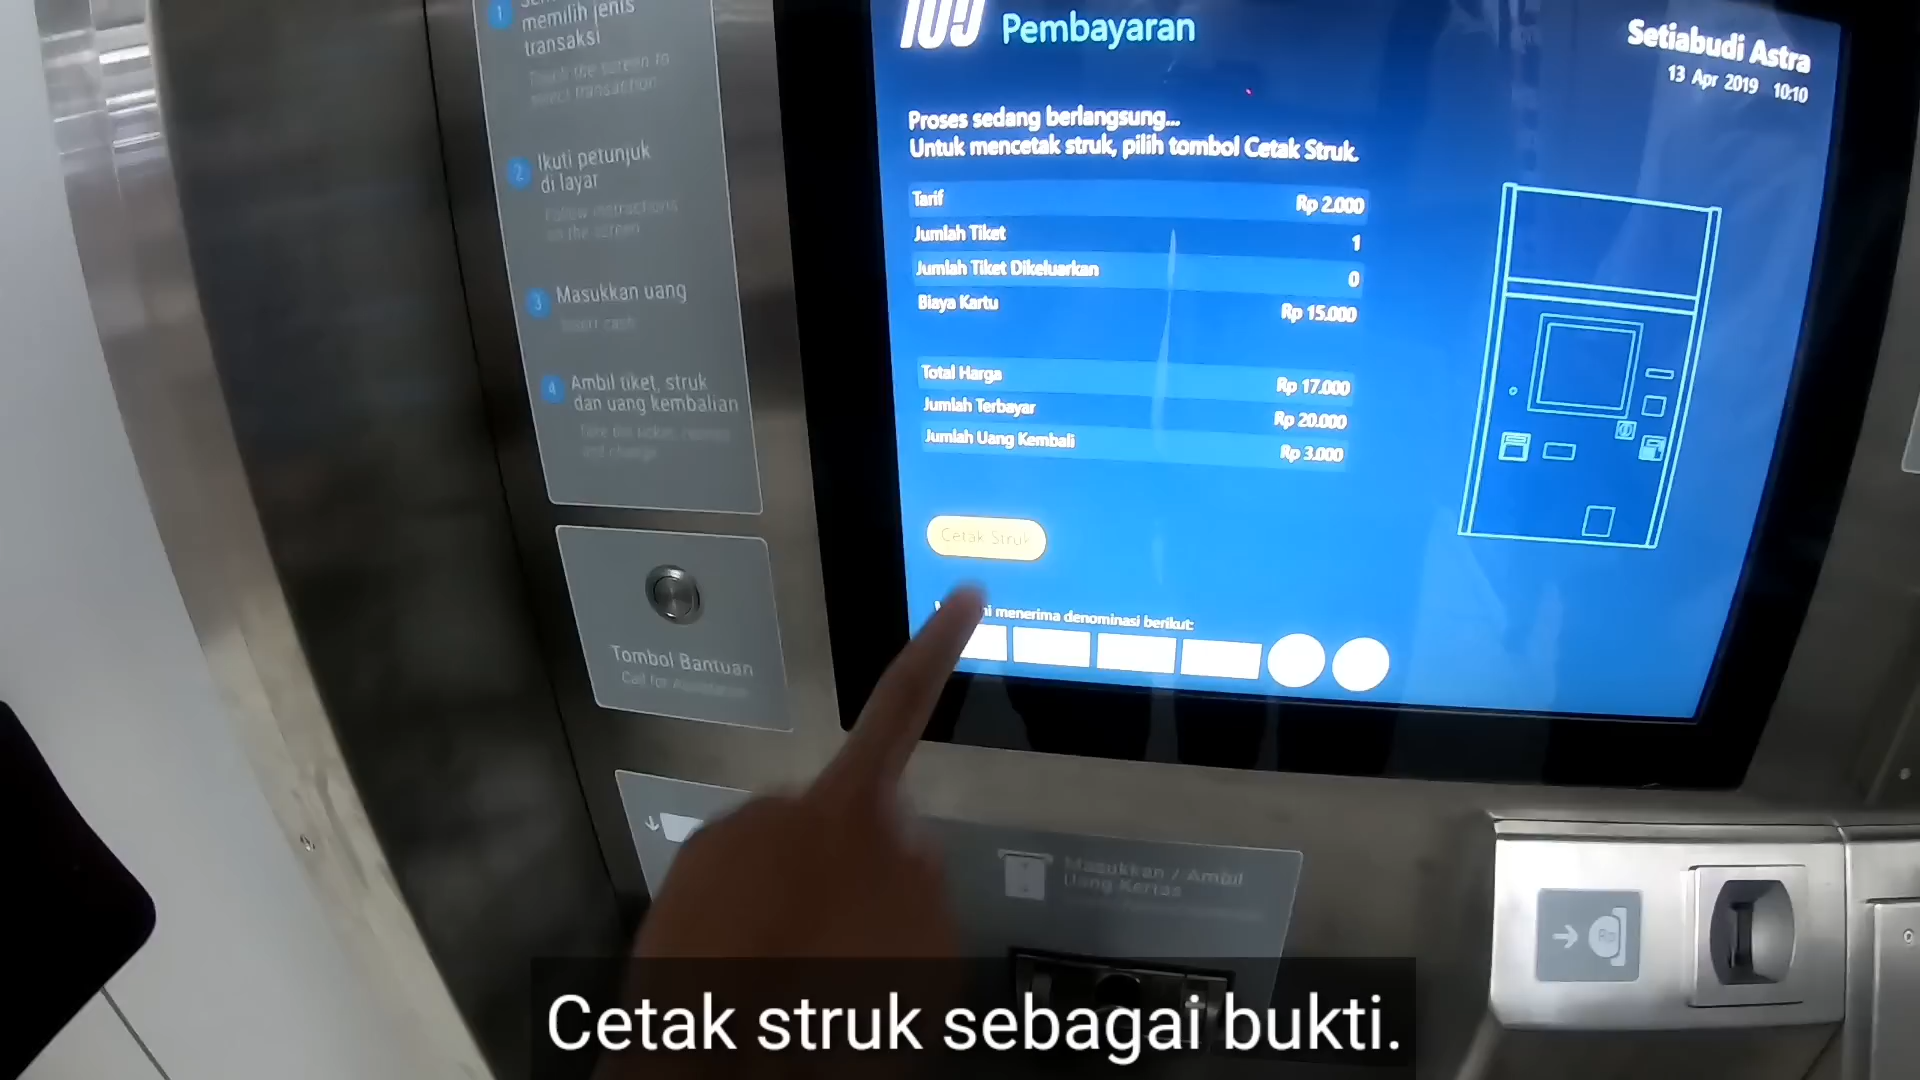 1
memilih jenis
transaksi
Touch the screen to
select transaction
2
Ikuti petunjuk
di layar
Follow instructions
on the screen
3
Masukkan uang
Insert cash
4
Ambil tiket, struk
dan uang kembalian
Take the ticket, receipt
and change
Tombol Bantuan
Call for Assistance
Pembayaran
Setiabudi Astra
13 Apr 2019 10:10
Proses sedang berlangsung...
Untuk mencetak struk, pilih tombol Cetak Struk.
Tarif Rp 2.000
Jumlah Tiket 1
Jumlah Tiket Dikeluarkan 0
Biaya Kartu Rp 15.000
Total Harga Rp 17.000
Jumlah Terbayar Rp 20.000
Jumlah Uang Kembali Rp 3.000
Cetak Struk
menerima denominasi berikut:
Masukkan / Ambil
Uang Kertas
Rp
Cetak struk sebagai bukti.